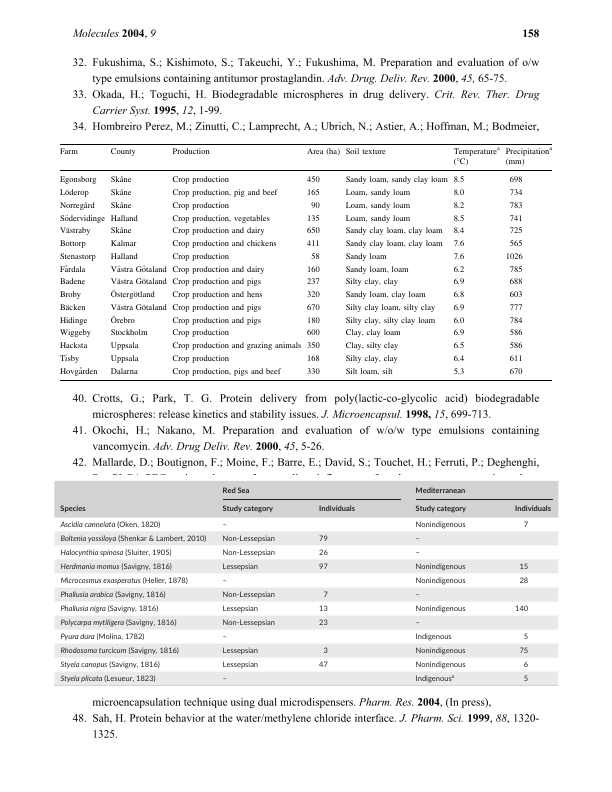 Molecules 2004, 9 158
32. Fukushima, S.; Kishimoto, S.; Takeuchi, Y.; Fukushima, M. Preparation and evaluation of o/w
type emulsions containing antitumor prostaglandin. Adv. Drug. Deliv. Rev. 2000, 45, 65-75.
33. Okada, H.; Toguchi, H. Biodegradable microspheres in drug delivery. Crit. Rev. Ther. Drug
Carrier Syst. 1995, 12, 1-99.
34. Hombreiro Perez, M.; Zinutti, C.; Lamprecht, A.; Ubrich, N.; Astier, A.; Hoffman, M.; Bodmeier,
Farm County Production Area (ha) Soil texture Temperatureª Precipitationª
(°C) (mm)
Egonsborg Skåne Crop production 450 Sandy loam, sandy clay loam 8.5 698
Löderop Skåne Crop production, pig and beef 165 Loam, sandy loam 8.0 734
Norregård Skåne Crop production 90 Loam, sandy loam 8.2 783
Södervidinge Halland Crop production, vegetables 135 Loam, sandy loam 8.5 741
Västraby Skåne Crop production and dairy 650 Sandy clay loam, clay loam 8.4 725
Bottorp Kalmar Crop production and chickens 411 Sandy clay loam, clay loam 7.6 565
Stenastorp Halland Crop production 58 Sandy loam 7.6 1026
Fårdala Västra Götaland Crop production and dairy 160 Sandy loam, loam 6.2 785
Badene Västra Götaland Crop production and pigs 237 Silty clay, clay 6.9 688
Broby Östergötland Crop production and hens 320 Sandy loam, clay loam 6.8 603
Bäcken Västra Götaland Crop production and pigs 670 Silty clay loam, silty clay 6.9 777
Hidinge Örebro Crop production and pigs 180 Silty clay, silty clay loam 6.0 784
Wiggeby Stockholm Crop production 600 Clay, clay loam 6.9 586
Hacksta Uppsala Crop production and grazing animals 350 Clay, silty clay 6.5 586
Tisby Uppsala Crop production 168 Silty clay, clay 6.4 611
Hovgården Dalarna Crop production, pigs and beef 330 Silt loam, silt 5.3 670
40. Crotts, G.; Park, T. G. Protein delivery from poly(lactic-co-glycolic acid) biodegradable
microspheres: release kinetics and stability issues. J. Microencapsul. 1998, 15, 699-713.
41. Okochi, H.; Nakano, M. Preparation and evaluation of w/o/w type emulsions containing
vancomycin. Adv. Drug Deliv. Rev. 2000, 45, 5-26.
42. Mallarde, D.; Boutignon, F.; Moine, F.; Barre, E.; David, S.; Touchet, H.; Ferruti, P.; Deghenghi,
Red Sea Mediterranean
Species Study category Individuals Study category Individuals
Ascidia cannelata (Oken, 1820) – Nonindigenous 7
Boltenia yossiloya (Shenkar & Lambert, 2010) Non-Lessepsian 79 –
Halocynthia spinosa (Sluiter, 1905) Non-Lessepsian 26 –
Herdmania momus (Savigny, 1816) Lessepsian 97 Nonindigenous 15
Microcosmus exasperatus (Heller, 1878) – Nonindigenous 28
Phallusia arabica (Savigny, 1816) Non-Lessepsian 7 –
Phallusia nigra (Savigny, 1816) Lessepsian 13 Nonindigenous 140
Polycarpa mytiligera (Savigny, 1816) Non-Lessepsian 23 –
Pyura dura (Molina, 1782) – Indigenous 5
Rhodosoma turcicum (Savigny, 1816) Lessepsian 3 Nonindigenous 75
Styela canopus (Savigny, 1816) Lessepsian 47 Nonindigenous 6
Styela plicata (Lesueur, 1823) – Indigenousª 5
microencapsulation technique using dual microdispensers. Pharm. Res. 2004, (In press),
48. Sah, H. Protein behavior at the water/methylene chloride interface. J. Pharm. Sci. 1999, 88, 1320-
1325.